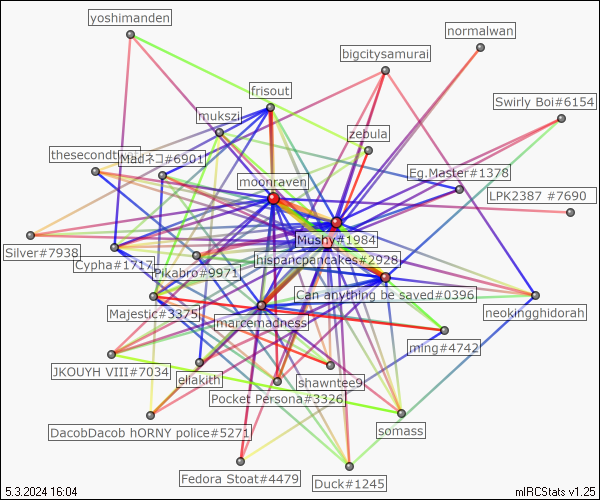 yoshimanden
normalwan
bigcitysamurai
frisout
Swirly Boi#6154
mukszi
zebula
thesecondt
Madネコ#6901
Eg.Master#1378
moonraven
LPK2387 #7690
Mushy#1984
Silver#7938
hispancpancakes#2928
Cypha#1717
Pikabro#9971
Can anything be saved#0396
Majestic#3375
neokingghidorah
marcemadness
ming#4742
JKOUYH VIII#7034
ellakith
shawntee9
Pocket Persona#3326
DacobDacob hORNY police#5271
somass
Fedora Stoat#4479
Duck#1245
5.3.2024 16:04
mIRCStats v1.25